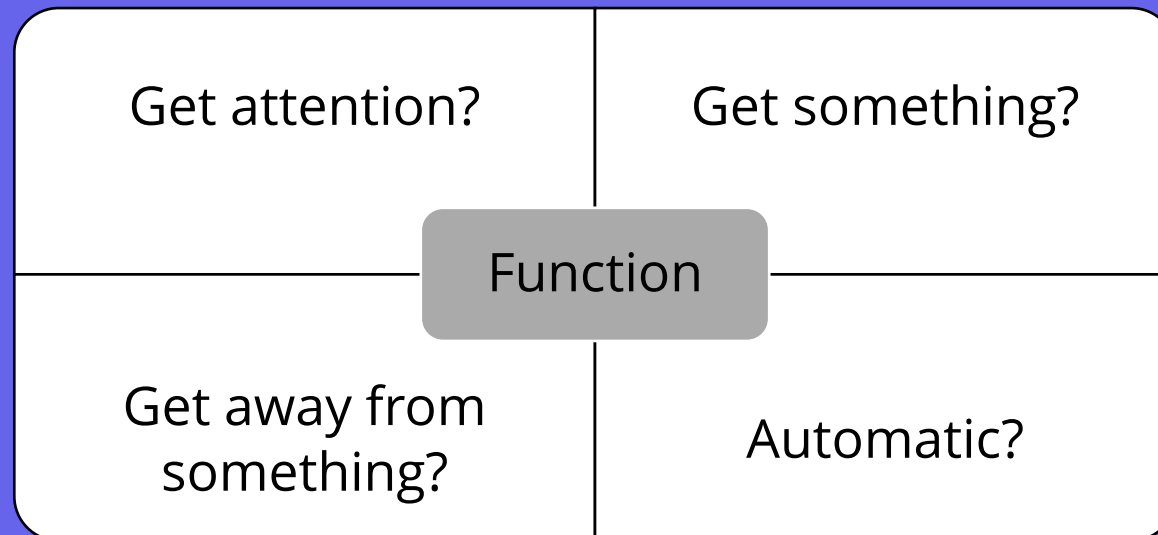 Get attention?
Get something?
Function
Get away from
something?
Automatic?